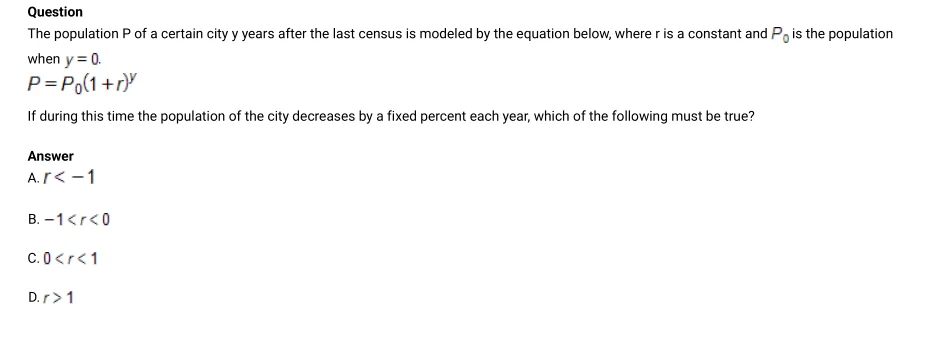 Question
The population P of a certain city y years after the last census is modeled by the equation below, where r is a constant and P₀ is the population
when y = 0.
P = P₀(1 + r)ʸ
If during this time the population of the city decreases by a fixed percent each year, which of the following must be true?
Answer
A. r < −1
B. −1 < r < 0
C. 0 < r < 1
D. r > 1